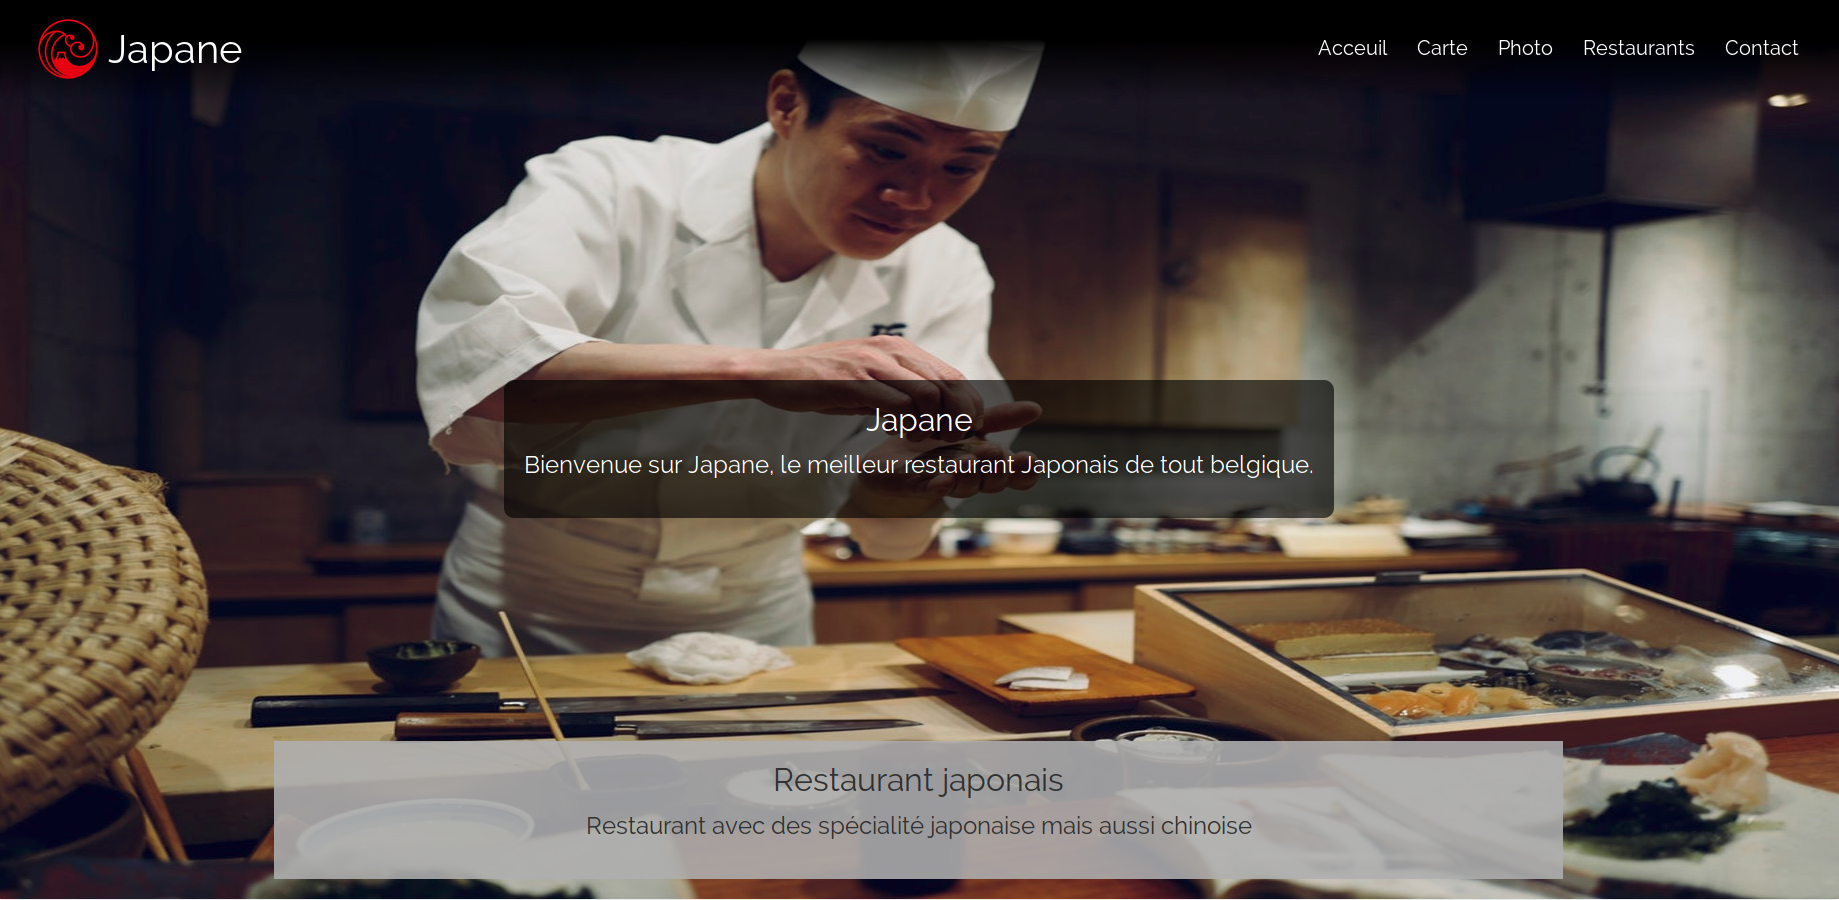 Japane
Acceuil Carte Photo Restaurants Contact
Japane
Bienvenue sur Japane, le meilleur restaurant Japonais de tout belgique.
Restaurant japonais
Restaurant avec des spécialité japonaise mais aussi chinoise